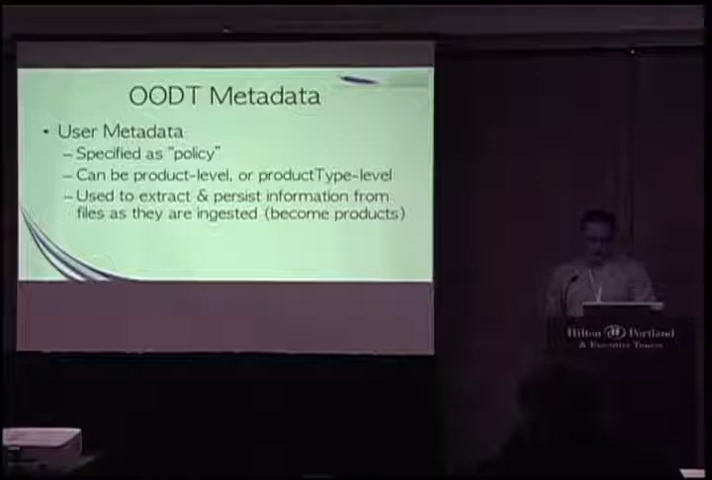 OODT Metadata
• User Metadata
– Specified as "policy"
– Can be product-level, or productType-level
– Used to extract & persist information from
files as they are ingested (become products)
Hilton Portland
& Executive Tower